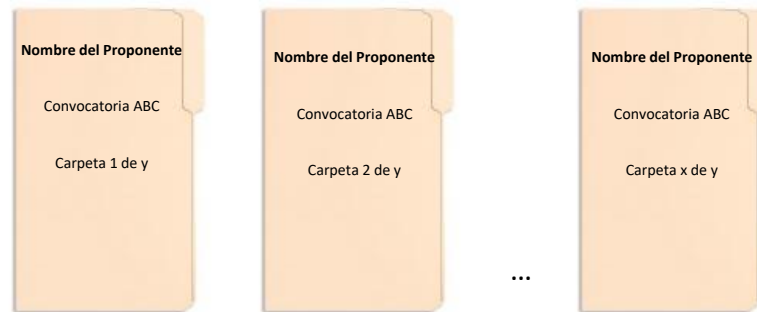 Nombre del Proponente
Convocatoria ABC
Carpeta 1 de y
Nombre del Proponente
Convocatoria ABC
Carpeta 2 de y
...
Nombre del Proponente
Convocatoria ABC
Carpeta x de y